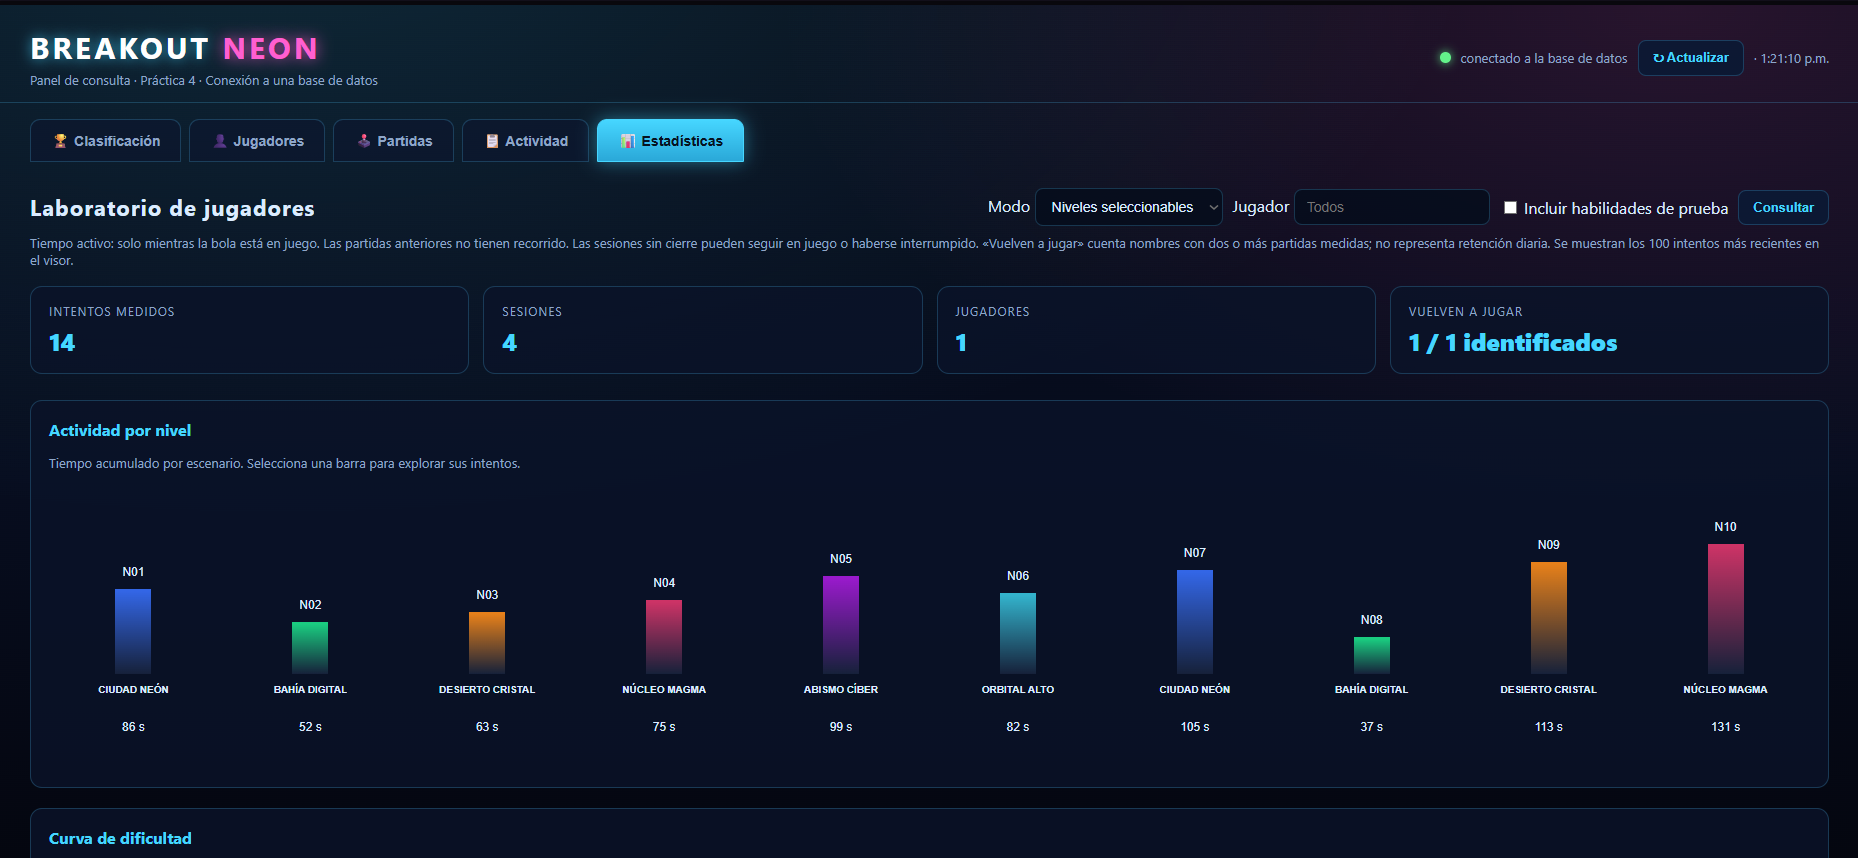 BREAKOUT NEON
Panel de consulta · Práctica 4 · Conexión a una base de datos
conectado a la base de datos
↻ Actualizar
· 1:21:10 p.m.
Clasificación
Jugadores
Partidas
Actividad
Estadísticas
Laboratorio de jugadores
Modo
Niveles seleccionables
Jugador
Todos
Incluir habilidades de prueba
Consultar
Tiempo activo: solo mientras la bola está en juego. Las partidas anteriores no tienen recorrido. Las sesiones sin cierre pueden seguir en juego o haberse interrumpido. «Vuelven a jugar» cuenta nombres con dos o más partidas medidas; no representa retención diaria. Se muestran los 100 intentos más recientes en
el visor.
INTENTOS MEDIDOS
14
SESIONES
4
JUGADORES
1
VUELVEN A JUGAR
1 / 1 identificados
Actividad por nivel
Tiempo acumulado por escenario. Selecciona una barra para explorar sus intentos.
N01
CIUDAD NEÓN
86 s
N02
BAHÍA DIGITAL
52 s
N03
DESIERTO CRISTAL
63 s
N04
NÚCLEO MAGMA
75 s
N05
ABISMO CÍBER
99 s
N06
ORBITAL ALTO
82 s
N07
CIUDAD NEÓN
105 s
N08
BAHÍA DIGITAL
37 s
N09
DESIERTO CRISTAL
113 s
N10
NÚCLEO MAGMA
131 s
Curva de dificultad